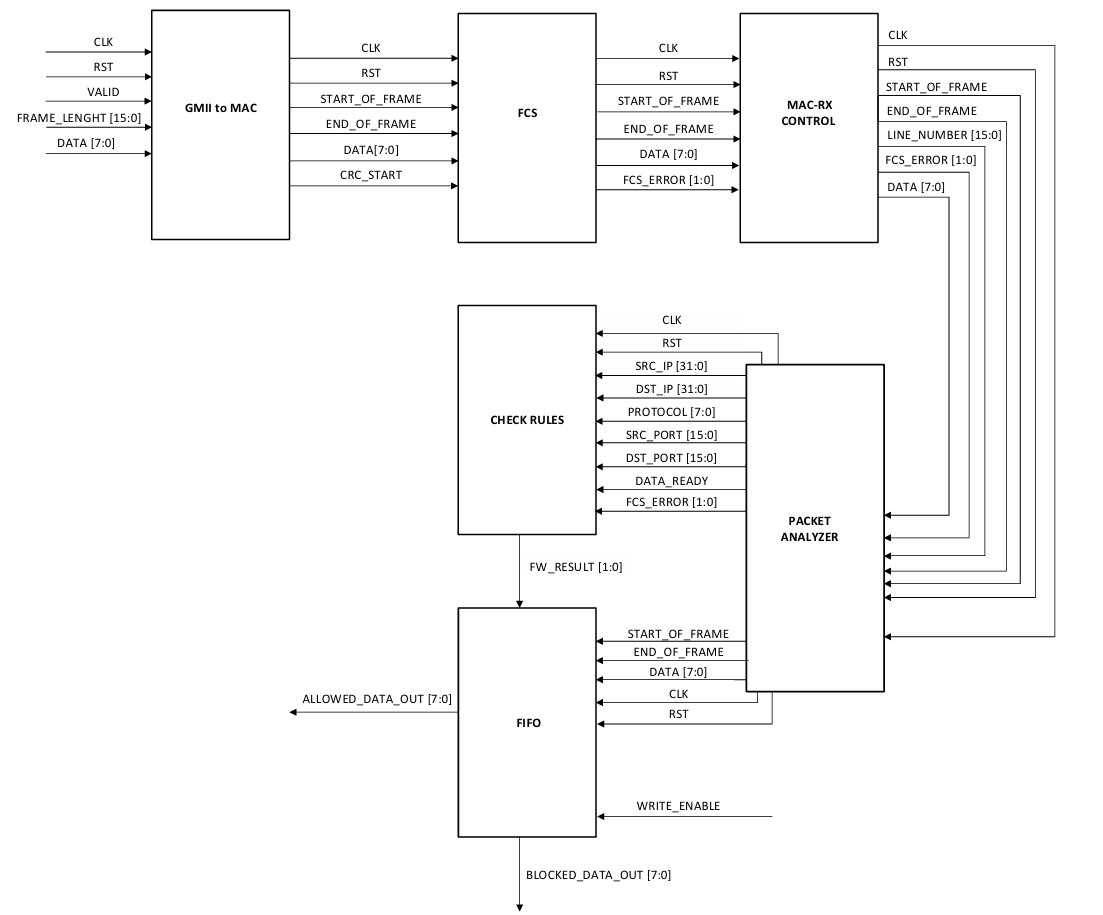 CLK
RST
VALID
FRAME_LENGHT [15:0]
DATA [7:0]
GMII to MAC
CLK
RST
START_OF_FRAME
END_OF_FRAME
DATA[7:0]
CRC_START
FCS
CLK
RST
START_OF_FRAME
END_OF_FRAME
DATA [7:0]
FCS_ERROR [1:0]
MAC-RX
CONTROL
CLK
RST
START_OF_FRAME
END_OF_FRAME
LINE_NUMBER [15:0]
FCS_ERROR [1:0]
DATA [7:0]
CHECK RULES
CLK
RST
SRC_IP [31:0]
DST_IP [31:0]
PROTOCOL [7:0]
SRC_PORT [15:0]
DST_PORT [15:0]
DATA_READY
FCS_ERROR [1:0]
PACKET
ANALYZER
FW_RESULT [1:0]
START_OF_FRAME
END_OF_FRAME
DATA [7:0]
CLK
RST
ALLOWED_DATA_OUT [7:0]
FIFO
WRITE_ENABLE
BLOCKED_DATA_OUT [7:0]